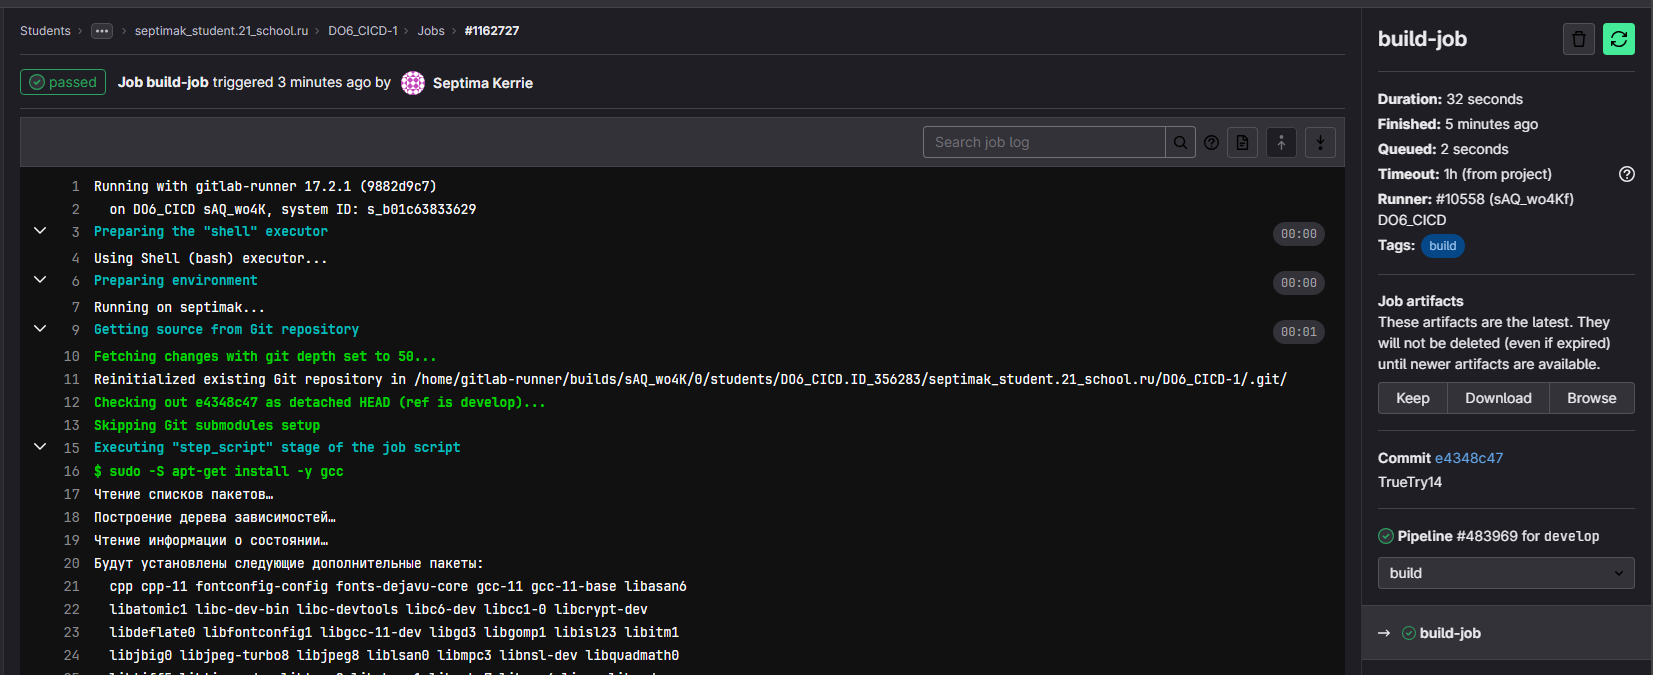 Students › ••• › septimak_student.21_school.ru › DO6_CICD-1 › Jobs › #1162727
passed Job build-job triggered 3 minutes ago by Septima Kerrie
Search job log
1 Running with gitlab-runner 17.2.1 (9882d9c7)
2 on DO6_CICD sAQ_wo4K, system ID: s_b01c63833629
3 Preparing the "shell" executor 00:00
4 Using Shell (bash) executor...
6 Preparing environment 00:00
7 Running on septimak...
9 Getting source from Git repository 00:01
10 Fetching changes with git depth set to 50...
11 Reinitialized existing Git repository in /home/gitlab-runner/builds/sAQ_wo4K/0/students/DO6_CICD.ID_356283/septimak_student.21_school.ru/DO6_CICD-1/.git/
12 Checking out e4348c47 as detached HEAD (ref is develop)...
13 Skipping Git submodules setup
15 Executing "step_script" stage of the job script
16 $ sudo -S apt-get install -y gcc
17 Чтение списков пакетов…
18 Построение дерева зависимостей…
19 Чтение информации о состоянии…
20 Будут установлены следующие дополнительные пакеты:
21 cpp cpp-11 fontconfig-config fonts-dejavu-core gcc-11 gcc-11-base libasan6
22 libatomic1 libc-dev-bin libc-devtools libc6-dev libcc1-0 libcrypt-dev
23 libdeflate0 libfontconfig1 libgcc-11-dev libgd3 libgomp1 libisl23 libitm1
24 libjbig0 libjpeg-turbo8 libjpeg8 liblsan0 libmpc3 libnsl-dev libquadmath0
build-job
Duration: 32 seconds
Finished: 5 minutes ago
Queued: 2 seconds
Timeout: 1h (from project)
Runner: #10558 (sAQ_wo4Kf)
DO6_CICD
Tags: build
Job artifacts
These artifacts are the latest. They
will not be deleted (even if expired)
until newer artifacts are available.
Keep Download Browse
Commit e4348c47
TrueTry14
Pipeline #483969 for develop
build
→ build-job